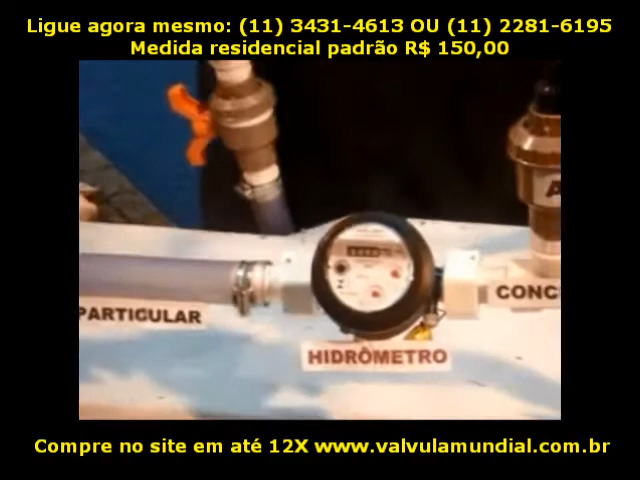 Ligue agora mesmo: (11) 3431-4613 OU (11) 2281-6195
Medida residencial padrão R$ 150,00
PARTICULAR
CONC
HIDRÔMETRO
Compre no site em até 12X www.valvulamundial.com.br